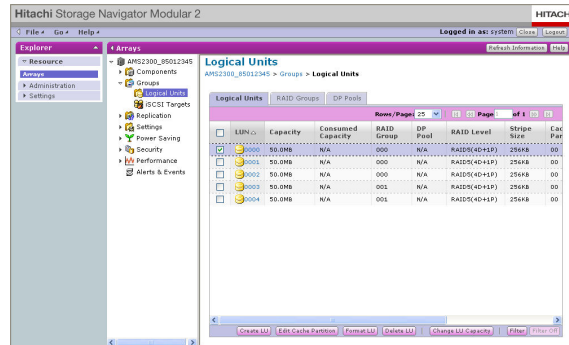 Hitachi Storage Navigator Modular 2
HITACH
File Go Help
Logged in as: system Close Logout
Explorer
Resource
Arrays
Administration
Settings
Arrays
Refresh Information Help
AMS2300_85012345
Components
Groups
Logical Units
iSCSI Targets
Replication
Settings
Power Saving
Security
Performance
Alerts & Events
Logical Units
AMS2300_85012345 > Groups > Logical Units
Logical Units RAID Groups DP Pools
Rows/Page: 25 Page 1 of 1
LUN Capacity Consumed Capacity RAID Group DP Pool RAID Level Stripe Size Cac Par
0000 50.0MB N/A 000 N/A RAID5(4D+1P) 256KB 00
0001 50.0MB N/A 000 N/A RAID5(4D+1P) 256KB 00
0002 50.0MB N/A 000 N/A RAID5(4D+1P) 256KB 00
0003 50.0MB N/A 001 N/A RAID5(4D+1P) 256KB 00
0004 50.0MB N/A 001 N/A RAID5(4D+1P) 256KB 00
Create LU Edit Cache Partition Format LU Delete LU Change LU Capacity Filter Filter Off